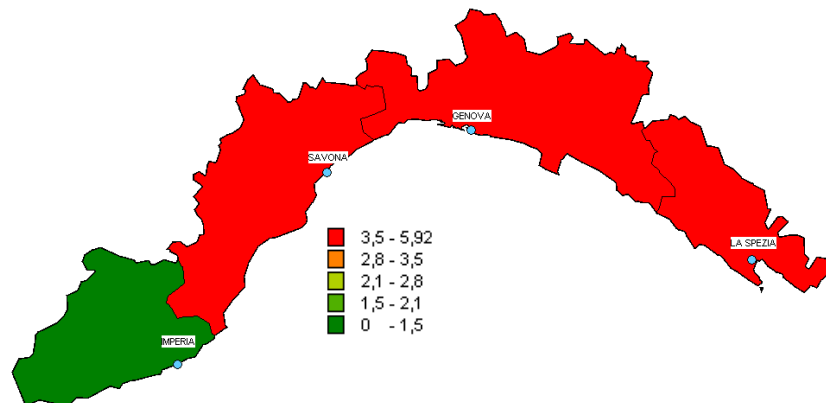 GENOVA
SAVONA
LA SPEZIA
3,5 - 5,92
2,8 - 3,5
2,1 - 2,8
1,5 - 2,1
0 - 1,5
IMPERIA